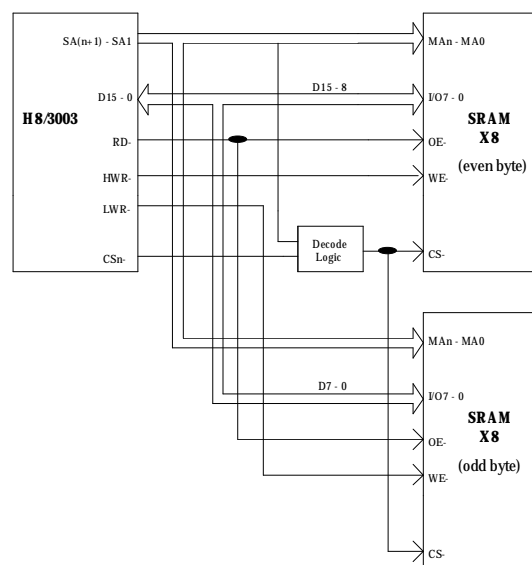 SA(n+1) - SA1
D15 - 0
H8/3003
RD-
HWR-
LWR-
CSn-
D15 - 8
Decode
Logic
MAn - MA0
I/O7 - 0
SRAM
X8
OE-
(even byte)
WE-
CS-
D7 - 0
MAn - MA0
I/O7 - 0
SRAM
X8
OE-
(odd byte)
WE-
CS-